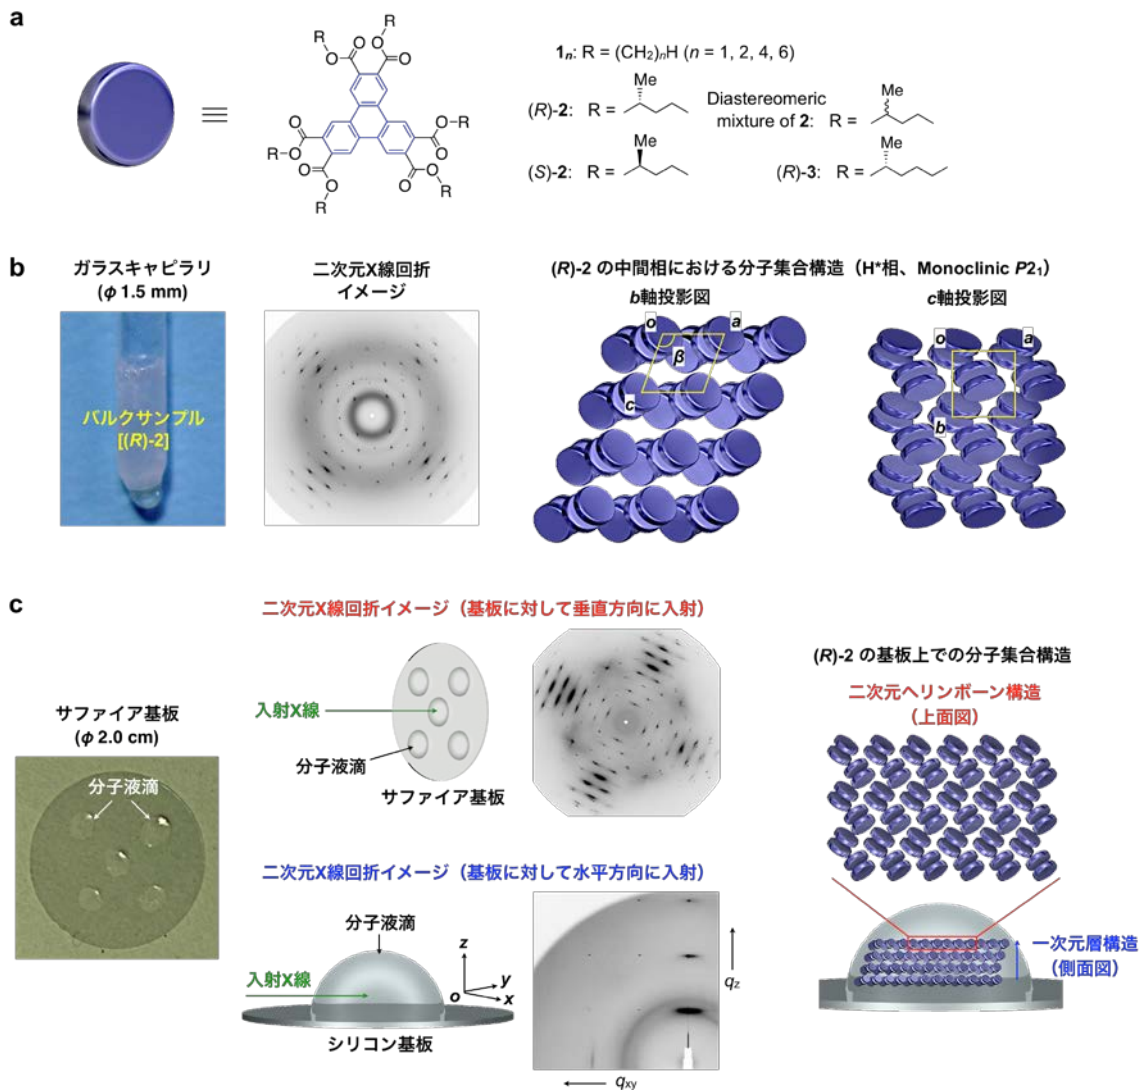 a
R
R
O
O
O
O
R-O
O-R
O
O
O
O
R-O
O-R
O
O
R
R
1n: R = (CH2)nH (n = 1, 2, 4, 6)
Me
(R)-2: R =
Diastereomeric
mixture of 2: R =
Me
Me
(S)-2: R =
Me
(R)-3: R =
b
ガラスキャピラリ
(φ 1.5 mm)
バルクサンプル
[(R)-2]
二次元X線回折
イメージ
(R)-2 の中間相における分子集合構造（H*相、Monoclinic P21）
b軸投影図
o
a
β
c
c軸投影図
o
a
b
c
サファイア基板
(φ 2.0 cm)
分子液滴
二次元X線回折イメージ（基板に対して垂直方向に入射）
入射X線
分子液滴
サファイア基板
二次元X線回折イメージ（基板に対して水平方向に入射）
分子液滴
入射X線
z
y
o
x
シリコン基板
qz
qxy
(R)-2 の基板上での分子集合構造
二次元ヘリンボーン構造
（上面図）
一次元層構造
（側面図）